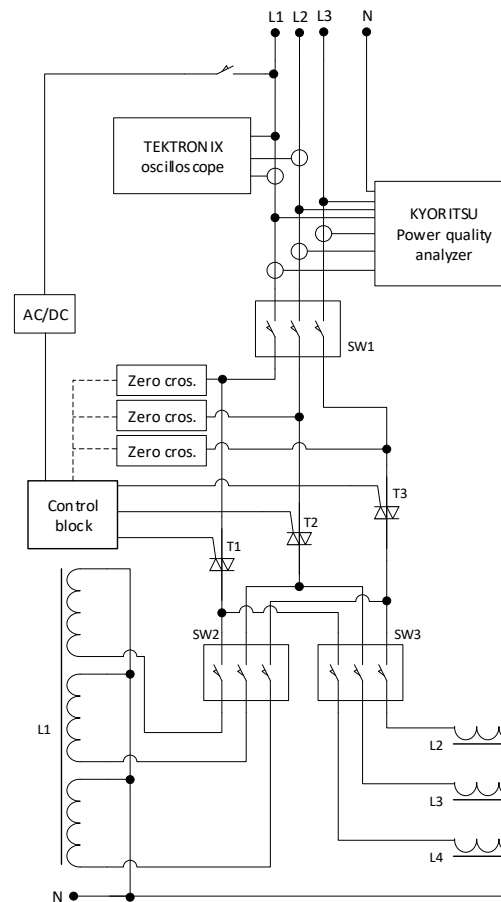 L1 L2 L3 N
TEKTRONIX
oscilloscope
KYORITSU
Power quality
analyzer
AC/DC
SW1
Zero cros.
Zero cros.
Zero cros.
Control
block
T3
T2
T1
SW2
SW3
L1
L2
L3
L4
N